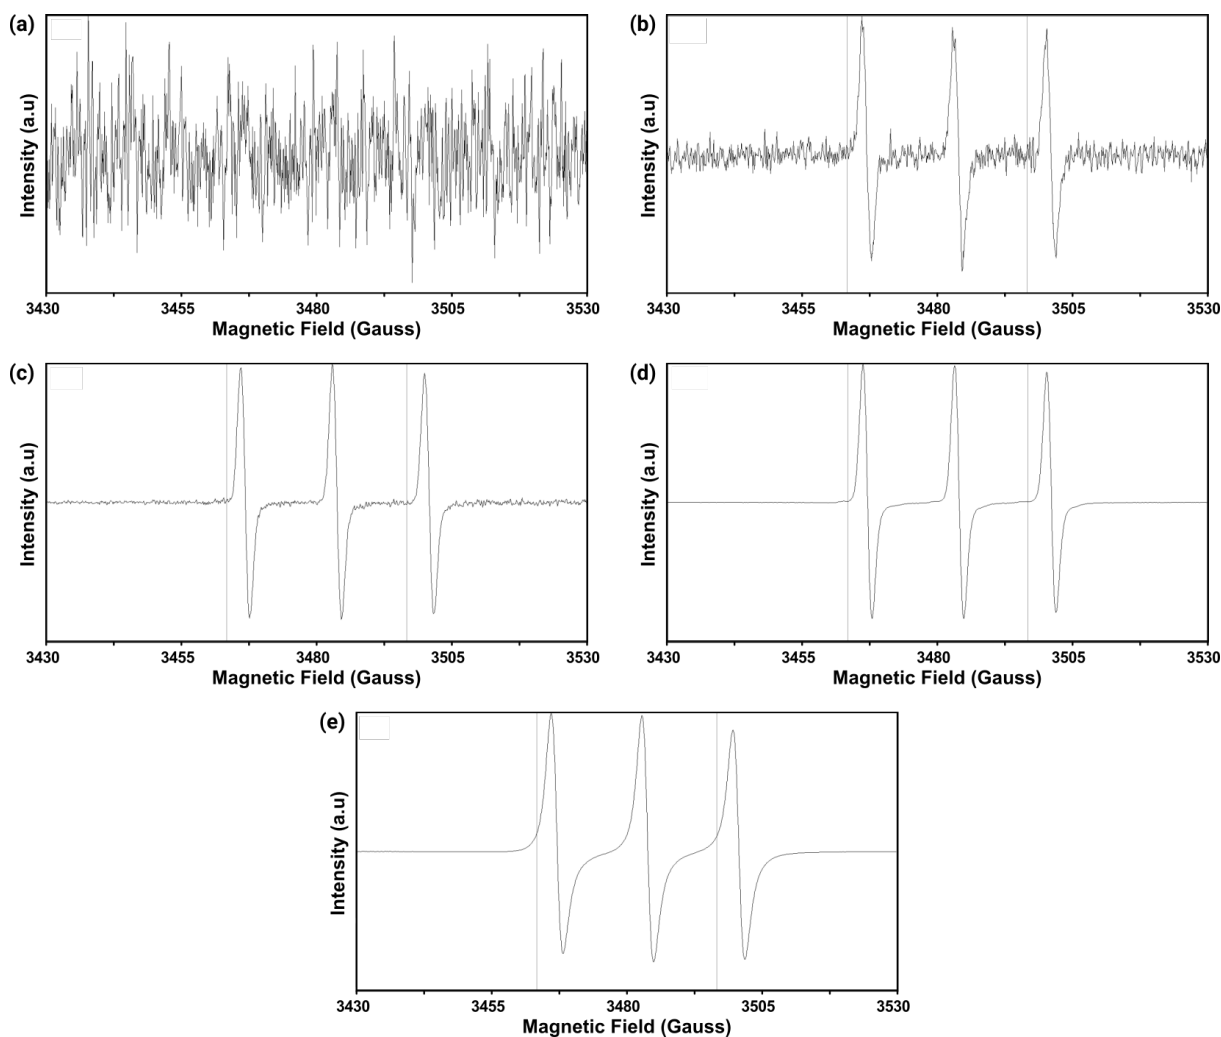 (a)
Intensity (a.u)
3430 3455 3480 3505 3530
Magnetic Field (Gauss)
(b)
Intensity (a.u)
3430 3455 3480 3505 3530
Magnetic Field (Gauss)
(c)
Intensity (a.u)
3430 3455 3480 3505 3530
Magnetic Field (Gauss)
(d)
Intensity (a.u)
3430 3455 3480 3505 3530
Magnetic Field (Gauss)
(e)
Intensity (a.u)
3430 3455 3480 3505 3530
Magnetic Field (Gauss)